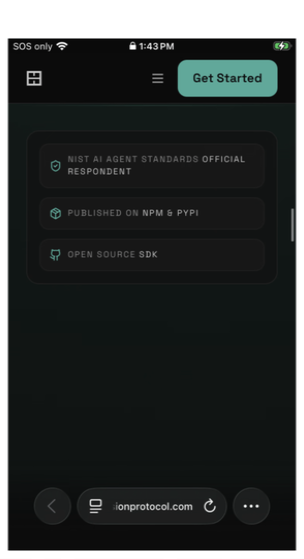 SOS only 1:43 PM
Get Started
NIST AI AGENT STANDARDS OFFICIAL
RESPONDENT
PUBLISHED ON NPM & PYPI
OPEN SOURCE SDK
ionprotocol.com